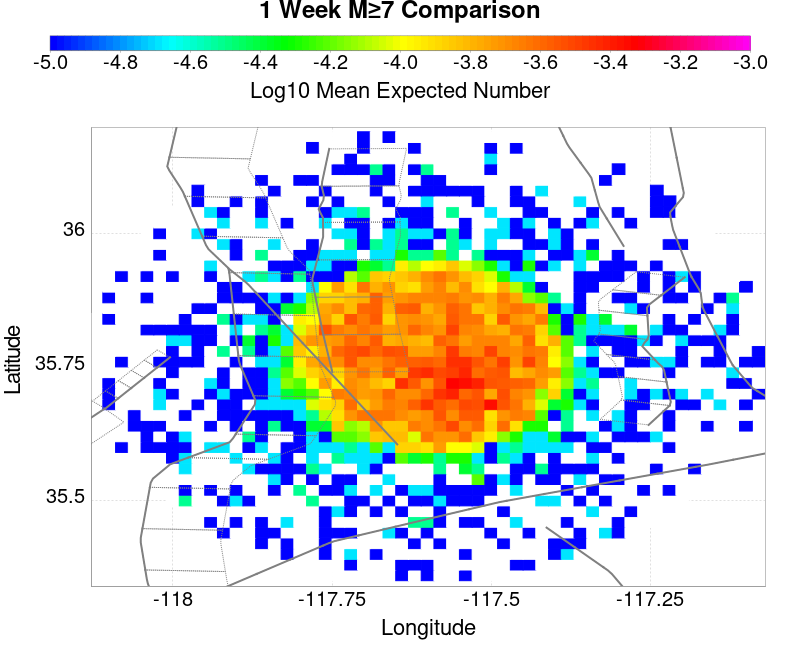 1 Week M≥7 Comparison
-5.0 -4.8 -4.6 -4.4 -4.2 -4.0 -3.8 -3.6 -3.4 -3.2 -3.0
Log10 Mean Expected Number
36
35.75
35.5
Latitude
-118 -117.75 -117.5 -117.25
Longitude